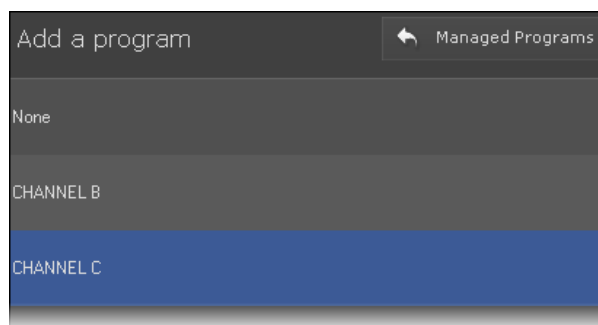 Add a program
Managed Programs
None
CHANNEL B
CHANNEL C